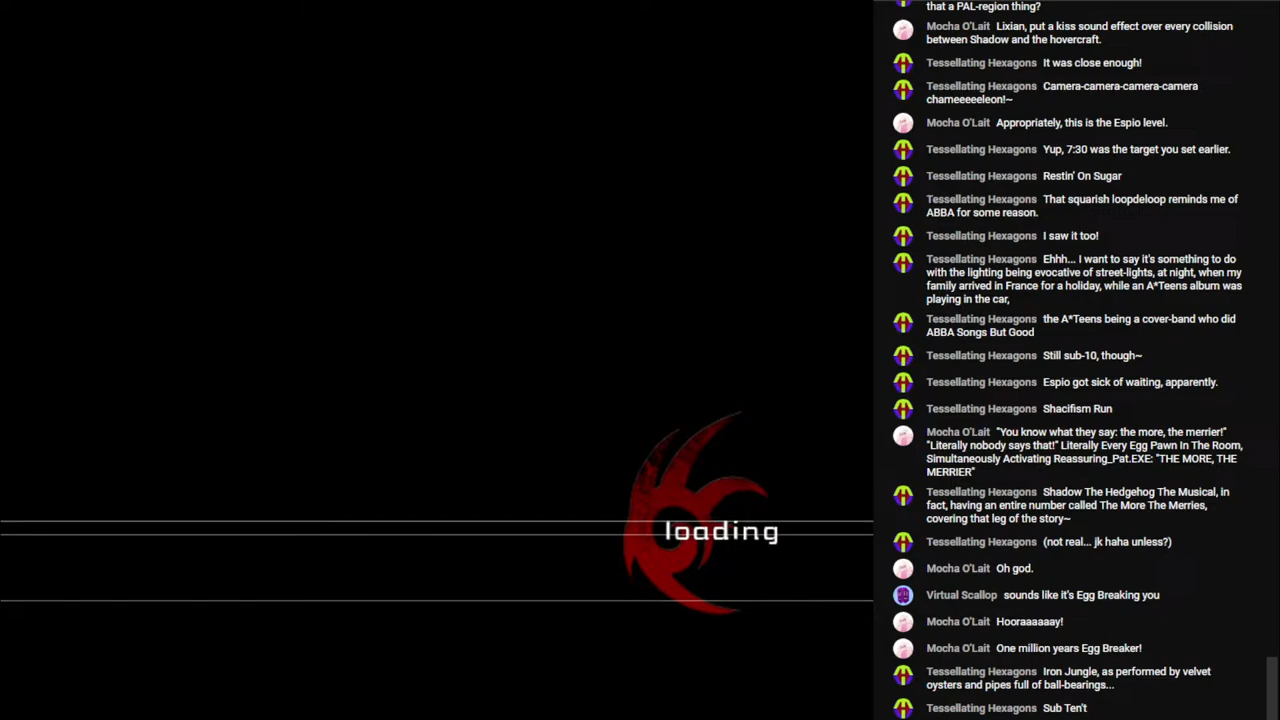 that a PAL-region thing?
Mocha O'Lait Lixian, put a kiss sound effect over every collision
between Shadow and the hovercraft.
Tessellating Hexagons It was close enough!
Tessellating Hexagons Camera-camera-camera-camera
chameeeeeleon!~
Mocha O'Lait Appropriately, this is the Espio level.
Tessellating Hexagons Yup, 7:30 was the target you set earlier.
Tessellating Hexagons Restin' On Sugar
Tessellating Hexagons That squarish loopdeloop reminds me of
ABBA for some reason.
Tessellating Hexagons I saw it too!
Tessellating Hexagons Ehhh... I want to say it's something to do
with the lighting being evocative of street-lights, at night, when my
family arrived in France for a holiday, while an A*Teens album was
playing in the car,
Tessellating Hexagons the A*Teens being a cover-band who did
ABBA Songs But Good
Tessellating Hexagons Still sub-10, though~
Tessellating Hexagons Espio got sick of waiting, apparently.
Tessellating Hexagons Shacifism Run
Mocha O'Lait "You know what they say: the more, the merrier!"
"Literally nobody says that!" Literally Every Egg Pawn In The Room,
Simultaneously Activating Reassuring_Pat.EXE: "THE MORE, THE
MERRIER"
Tessellating Hexagons Shadow The Hedgehog The Musical, in
fact, having an entire number called The More The Merries,
covering that leg of the story~
Tessellating Hexagons (not real... jk haha unless?)
Mocha O'Lait Oh god.
Virtual Scallop sounds like it's Egg Breaking you
Mocha O'Lait Hooraaaaaay!
Mocha O'Lait One million years Egg Breaker!
Tessellating Hexagons Iron Jungle, as performed by velvet
oysters and pipes full of ball-bearings...
Tessellating Hexagons Sub Ten't
loading